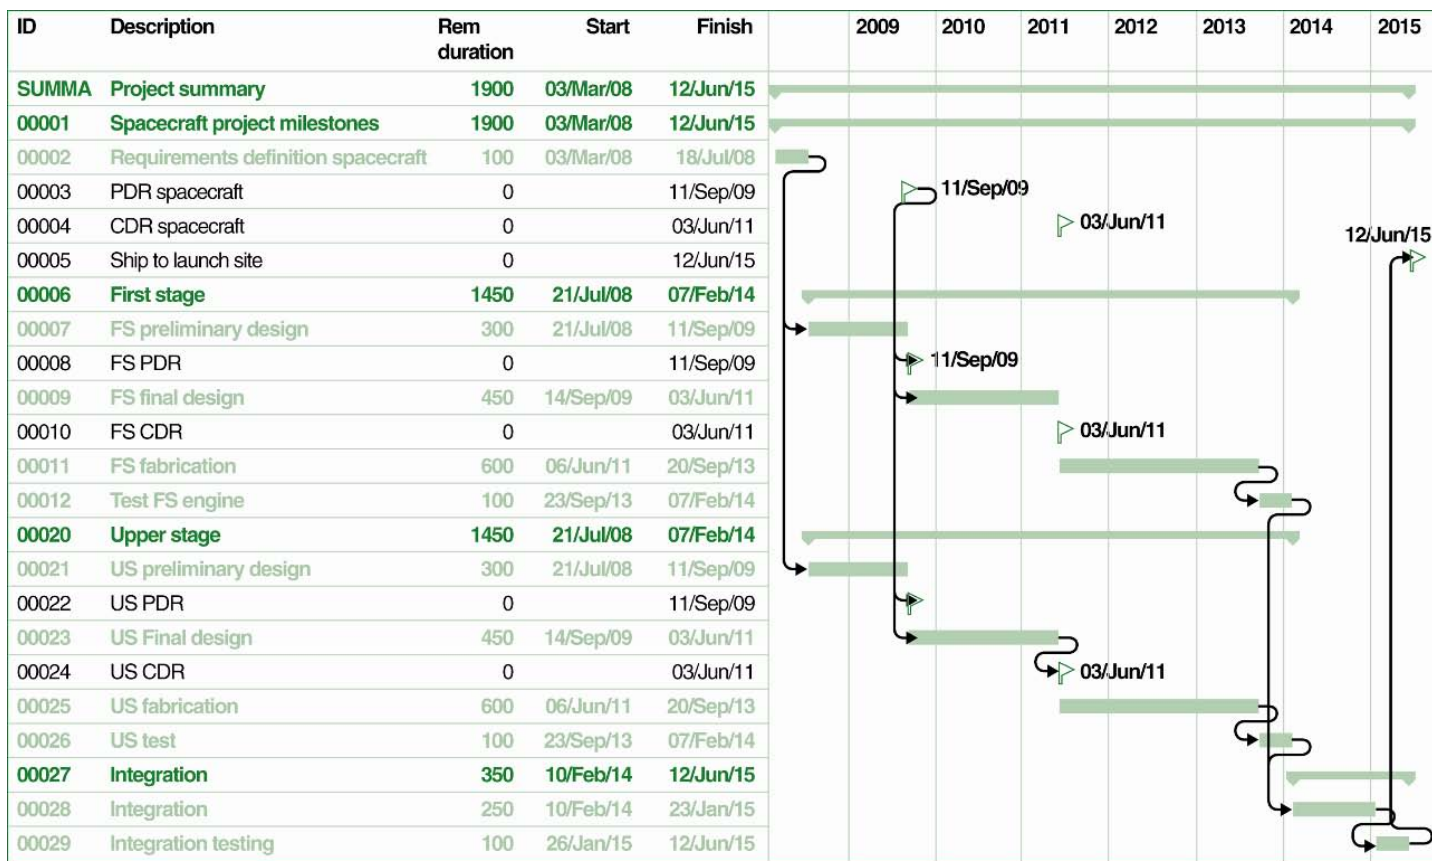 ID Description Rem duration Start Finish 2009 2010 2011 2012 2013 2014 2015
SUMMA Project summary 1900 03/Mar/08 12/Jun/15
00001 Spacecraft project milestones 1900 03/Mar/08 12/Jun/15
00002 Requirements definition spacecraft 100 03/Mar/08 18/Jul/08
00003 PDR spacecraft 0 11/Sep/09 11/Sep/09
00004 CDR spacecraft 0 03/Jun/11 03/Jun/11
00005 Ship to launch site 0 12/Jun/15 12/Jun/15
00006 First stage 1450 21/Jul/08 07/Feb/14
00007 FS preliminary design 300 21/Jul/08 11/Sep/09
00008 FS PDR 0 11/Sep/09 11/Sep/09
00009 FS final design 450 14/Sep/09 03/Jun/11
00010 FS CDR 0 03/Jun/11 03/Jun/11
00011 FS fabrication 600 06/Jun/11 20/Sep/13
00012 Test FS engine 100 23/Sep/13 07/Feb/14
00020 Upper stage 1450 21/Jul/08 07/Feb/14
00021 US preliminary design 300 21/Jul/08 11/Sep/09
00022 US PDR 0 11/Sep/09
00023 US Final design 450 14/Sep/09 03/Jun/11
00024 US CDR 0 03/Jun/11 03/Jun/11
00025 US fabrication 600 06/Jun/11 20/Sep/13
00026 US test 100 23/Sep/13 07/Feb/14
00027 Integration 350 10/Feb/14 12/Jun/15
00028 Integration 250 10/Feb/14 23/Jan/15
00029 Integration testing 100 26/Jan/15 12/Jun/15